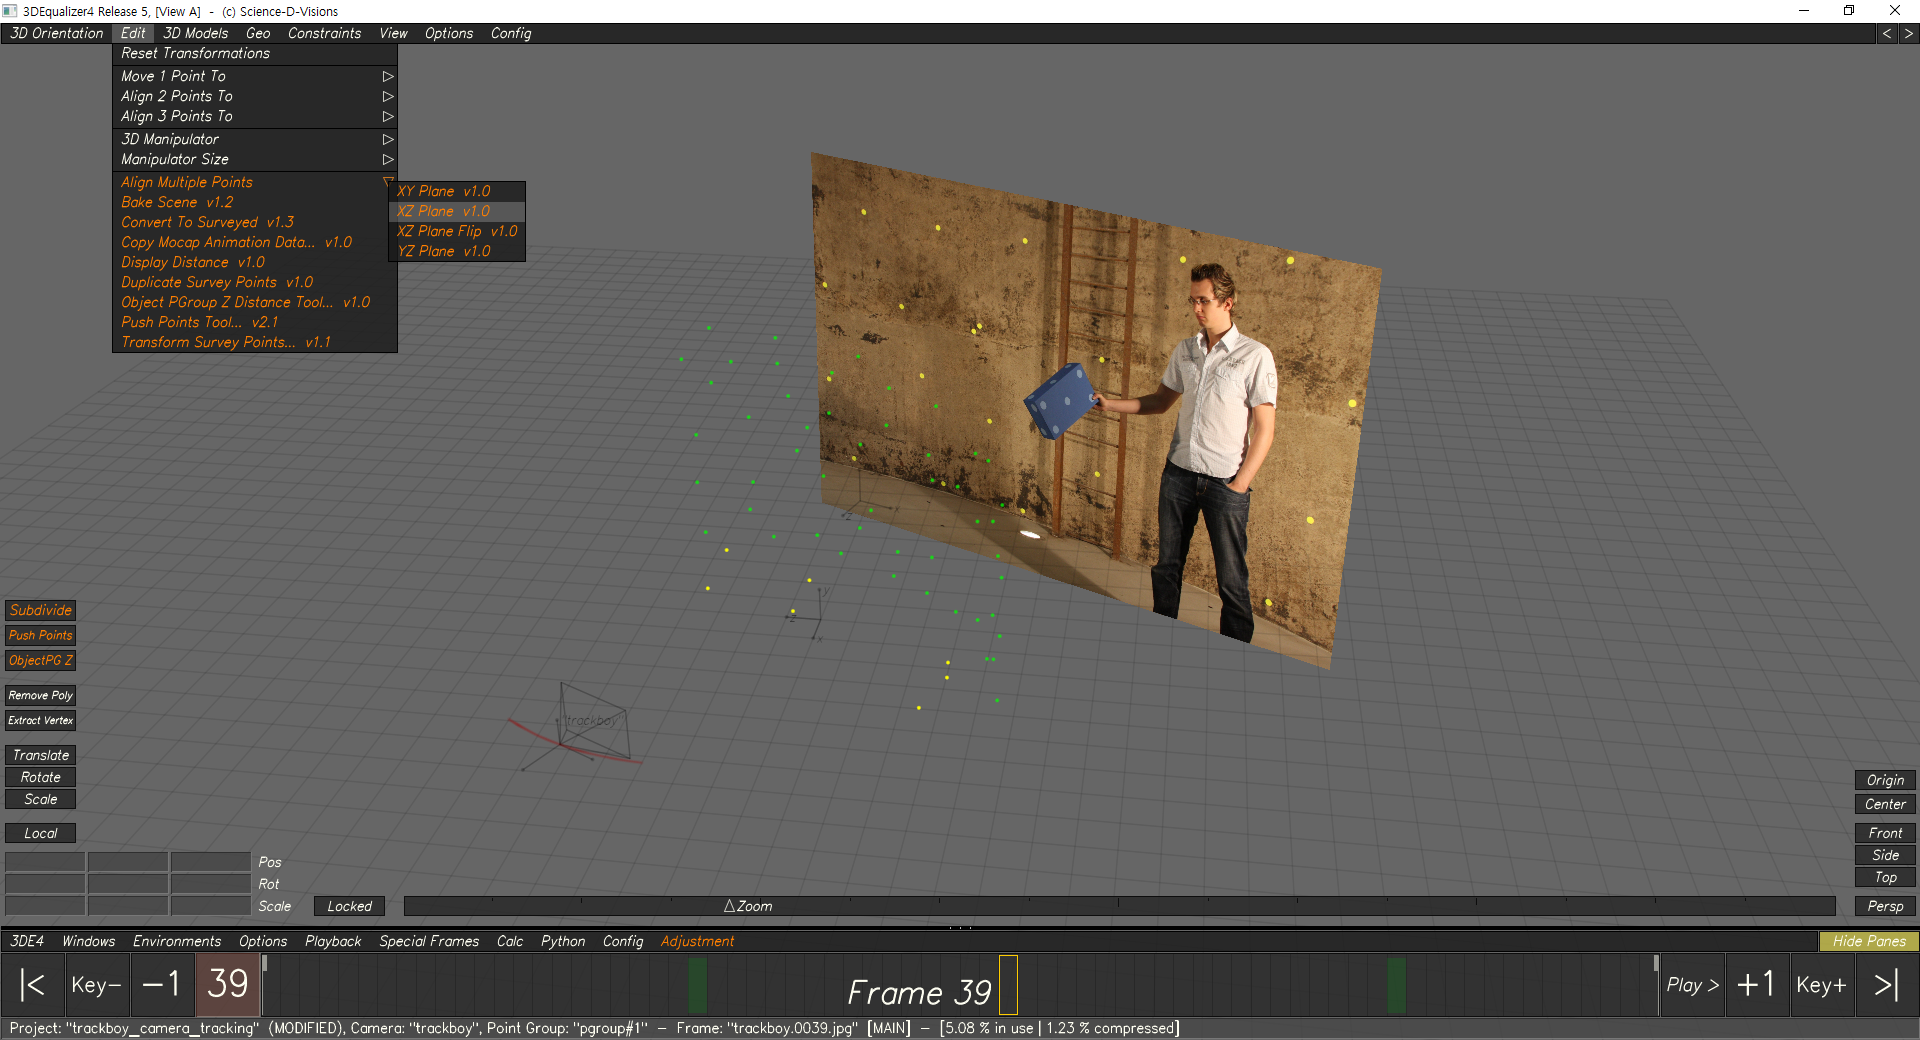 3DEqualizer4 Release 5, [View A]  -  (c) Science-D-Visions
3D Orientation  Edit  3D Models  Geo  Constraints  View  Options  Config  <  >
Reset Transformations
Move 1 Point To
Align 2 Points To
Align 3 Points To
3D Manipulator
Manipulator Size
Align Multiple Points
Bake Scene  v1.2
Convert To Surveyed  v1.3
Copy Mocap Animation Data...  v1.0
Display Distance  v1.0
Duplicate Survey Points  v1.0
Object PGroup Z Distance Tool...  v1.0
Push Points Tool...  v2.1
Transform Survey Points...  v1.1
XY Plane  v1.0
XZ Plane  v1.0
XZ Plane Flip  v1.0
YZ Plane  v1.0
z
y
z
x
"trackboy"
Subdivide
Push Points
ObjectPG Z
Remove Poly
Extract Vertex
Translate
Rotate
Scale
Local
Pos
Rot
Scale  Locked  Zoom
Origin
Center
Front
Side
Top
Persp
3DE4  Windows  Environments  Options  Playback  Special Frames  Calc  Python  Config  Adjustment  Hide Panes
|<  Key-  -1  39  Frame 39  Play >  +1  Key+  >|
Project: "trackboy_camera_tracking"  (MODIFIED), Camera: "trackboy", Point Group: "pgroup#1"  -  Frame: "trackboy.0039.jpg"  [MAIN]  -  [5.08 % in use | 1.23 % compressed]